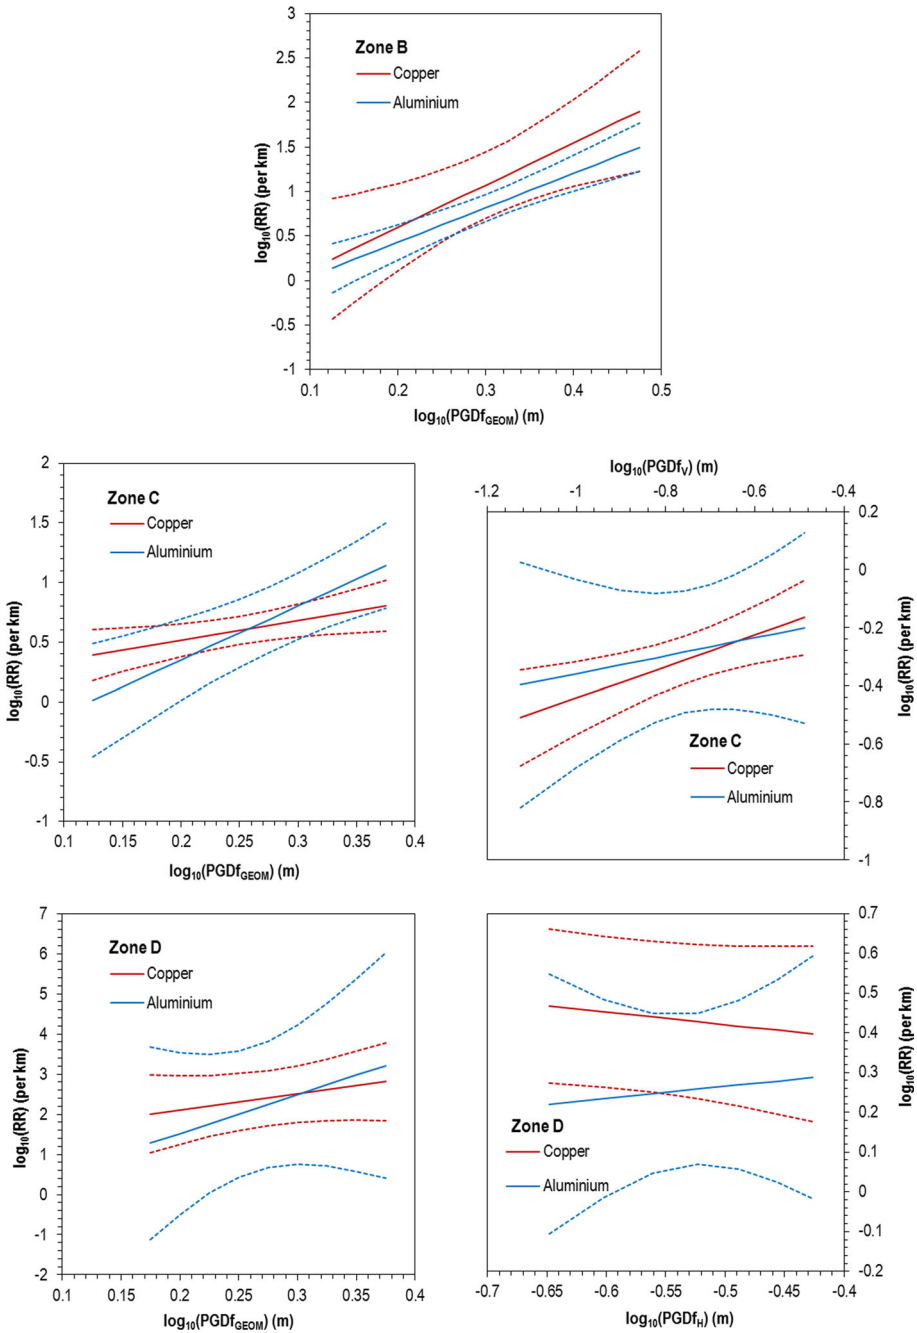 3
2.5
2
1.5
1
0.5
0
-0.5
-1
log10(RR) (per km)
Zone B
Copper
Aluminium
0.1 0.2 0.3 0.4 0.5
log10(PGDfGEOM) (m)
2
1.5
1
0.5
0
-0.5
-1
log10(RR) (per km)
Zone C
Copper
Aluminium
0.1 0.15 0.2 0.25 0.3 0.35 0.4
log10(PGDfGEOM) (m)
log10(PGDfV) (m)
-1.2 -1 -0.8 -0.6 -0.4
0.2
0
-0.2
-0.4
-0.6
-0.8
-1
log10(RR) (per km)
Zone C
Copper
Aluminium
7
6
5
4
3
2
1
0
-1
-2
log10(RR) (per km)
Zone D
Copper
Aluminium
0.1 0.15 0.2 0.25 0.3 0.35 0.4
log10(PGDfGEOM) (m)
0.7
0.6
0.5
0.4
0.3
0.2
0.1
0
-0.1
-0.2
log10(RR) (per km)
Zone D
Copper
Aluminium
-0.7 -0.65 -0.6 -0.55 -0.5 -0.45 -0.4
log10(PGDfH) (m)